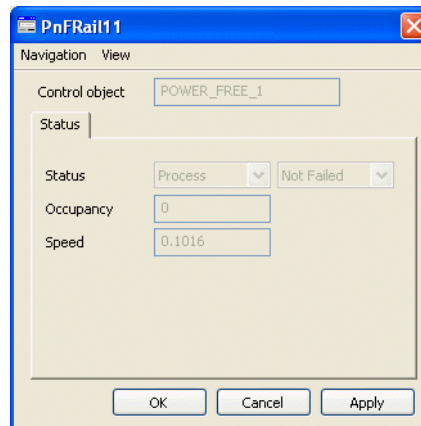 PnFRail11
Navigation View
Control object POWER_FREE_1
Status
Status Process Not Failed
Occupancy 0
Speed 0.1016
OK Cancel Apply